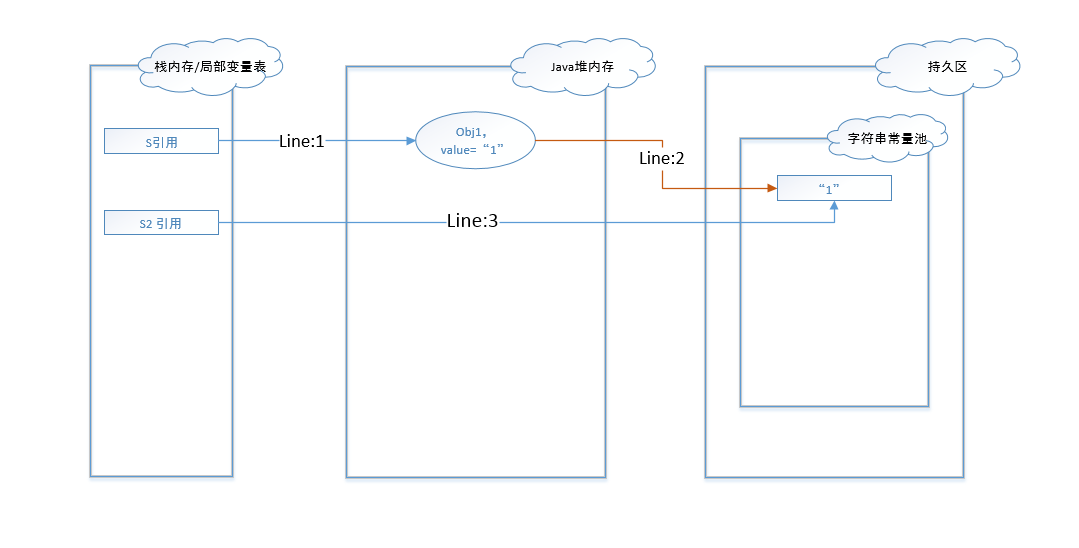 栈内存/局部变量表
Java堆内存
持久区
字符串常量池
S引用
Line:1
Obj1,
value= “1”
Line:2
“1”
S2 引用
Line:3